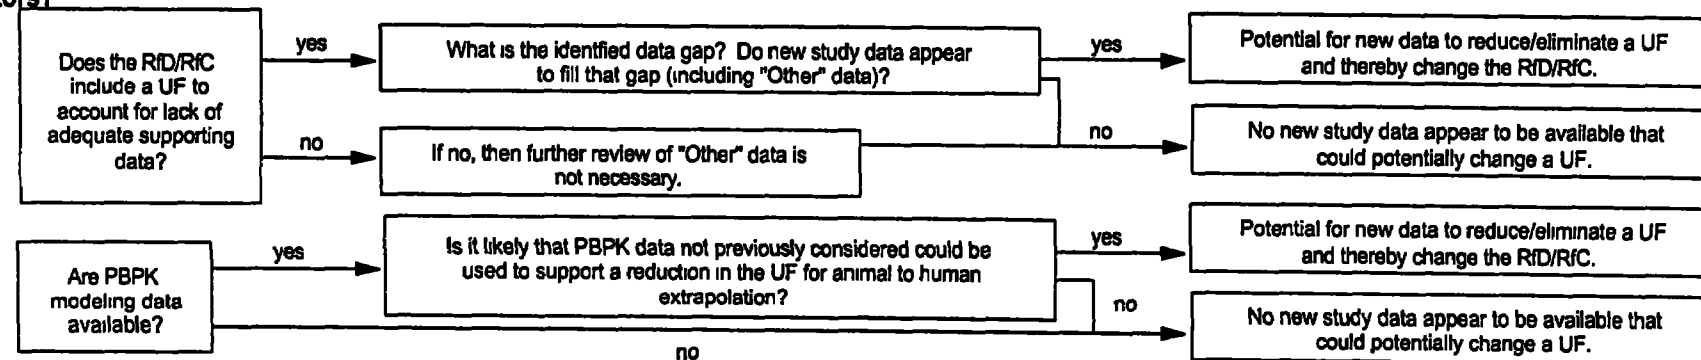 Does the RfD/RfC
include a UF to
account for lack of
adequate supporting
data?
yes
What is the identfied data gap? Do new study data appear
to fill that gap (including "Other" data)?
yes
Potential for new data to reduce/eliminate a UF
and thereby change the RfD/RfC.
no
If no, then further review of "Other" data is
not necessary.
no
No new study data appear to be available that
could potentially change a UF.
Are PBPK
modeling data
available?
yes
Is it likely that PBPK data not previously considered could be
used to support a reduction in the UF for animal to human
extrapolation?
yes
Potential for new data to reduce/eliminate a UF
and thereby change the RfD/RfC.
no
no
No new study data appear to be available that
could potentially change a UF.